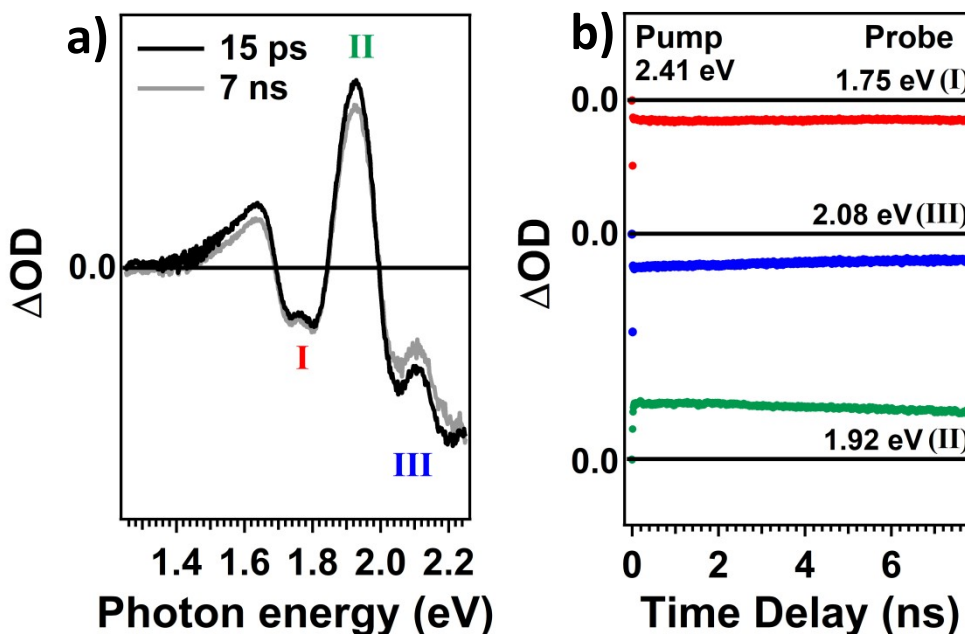 a)
15 ps
7 ns
II
I
III
0.0
ΔOD
1.4 1.6 1.8 2.0 2.2
Photon energy (eV)
b)
Pump Probe
2.41 eV
1.75 eV (I)
0.0
2.08 eV (III)
0.0
1.92 eV (II)
0.0
ΔOD
0 2 4 6
Time Delay (ns)